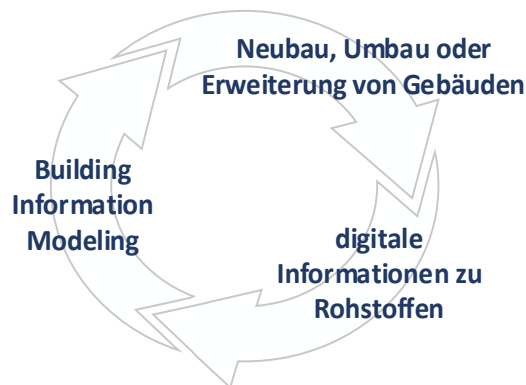 Neubau, Umbau oder
Erweiterung von Gebäuden
Building
Information
Modeling
digitale
Informationen zu
Rohstoffen